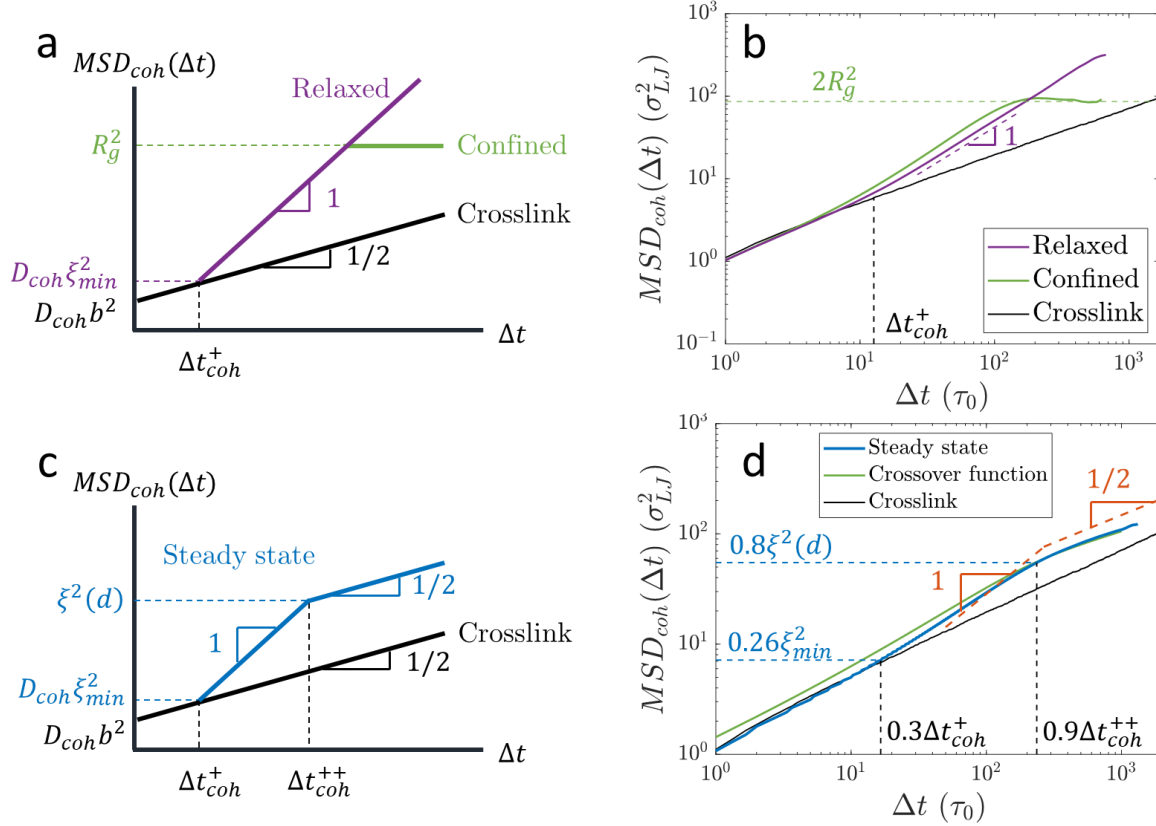 a
MSD_coh(Δt)
Relaxed
R_g^2
Confined
1
Crosslink
1/2
D_coh ξ_min^2
D_coh b^2
Δt
Δt_coh^+
b
MSD_coh(Δt) (σ_LJ^2)
10^3
10^2
10^1
10^0
10^-1
2R_g^2
1
Relaxed
Confined
Crosslink
Δt_coh^+
10^0
10^1
10^2
10^3
Δt (τ_0)
c
MSD_coh(Δt)
Steady state
ξ^2(d)
1/2
1
Crosslink
1/2
D_coh ξ_min^2
D_coh b^2
Δt
Δt_coh^+
Δt_coh^++
d
MSD_coh(Δt) (σ_LJ^2)
10^3
10^2
10^1
10^0
Steady state
Crossover function
Crosslink
1/2
0.8ξ^2(d)
1
0.26ξ_min^2
0.3Δt_coh^+
0.9Δt_coh^++
10^0
10^1
10^2
10^3
Δt (τ_0)